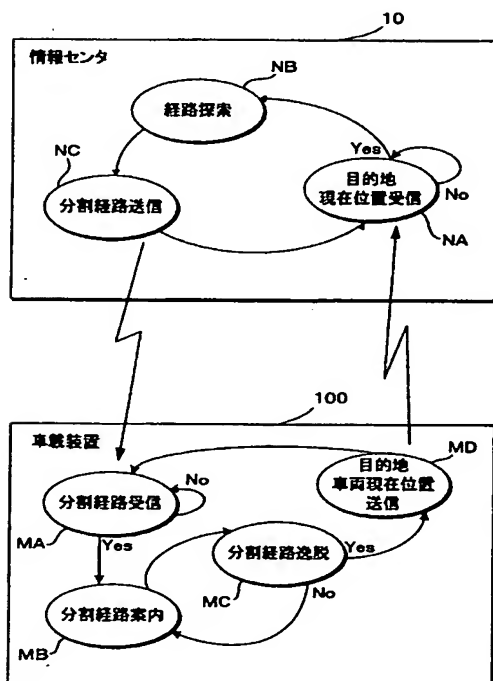 10
情報センタ
NB
経路探索
NC
Yes
分割経路送信
目的地
現在位置受信
No
NA
100
車載装置
MD
目的地
車両現在位置
送信
No
分割経路受信
MA
Yes
分割経路逸脱
Yes
MC
No
分割経路案内
MB